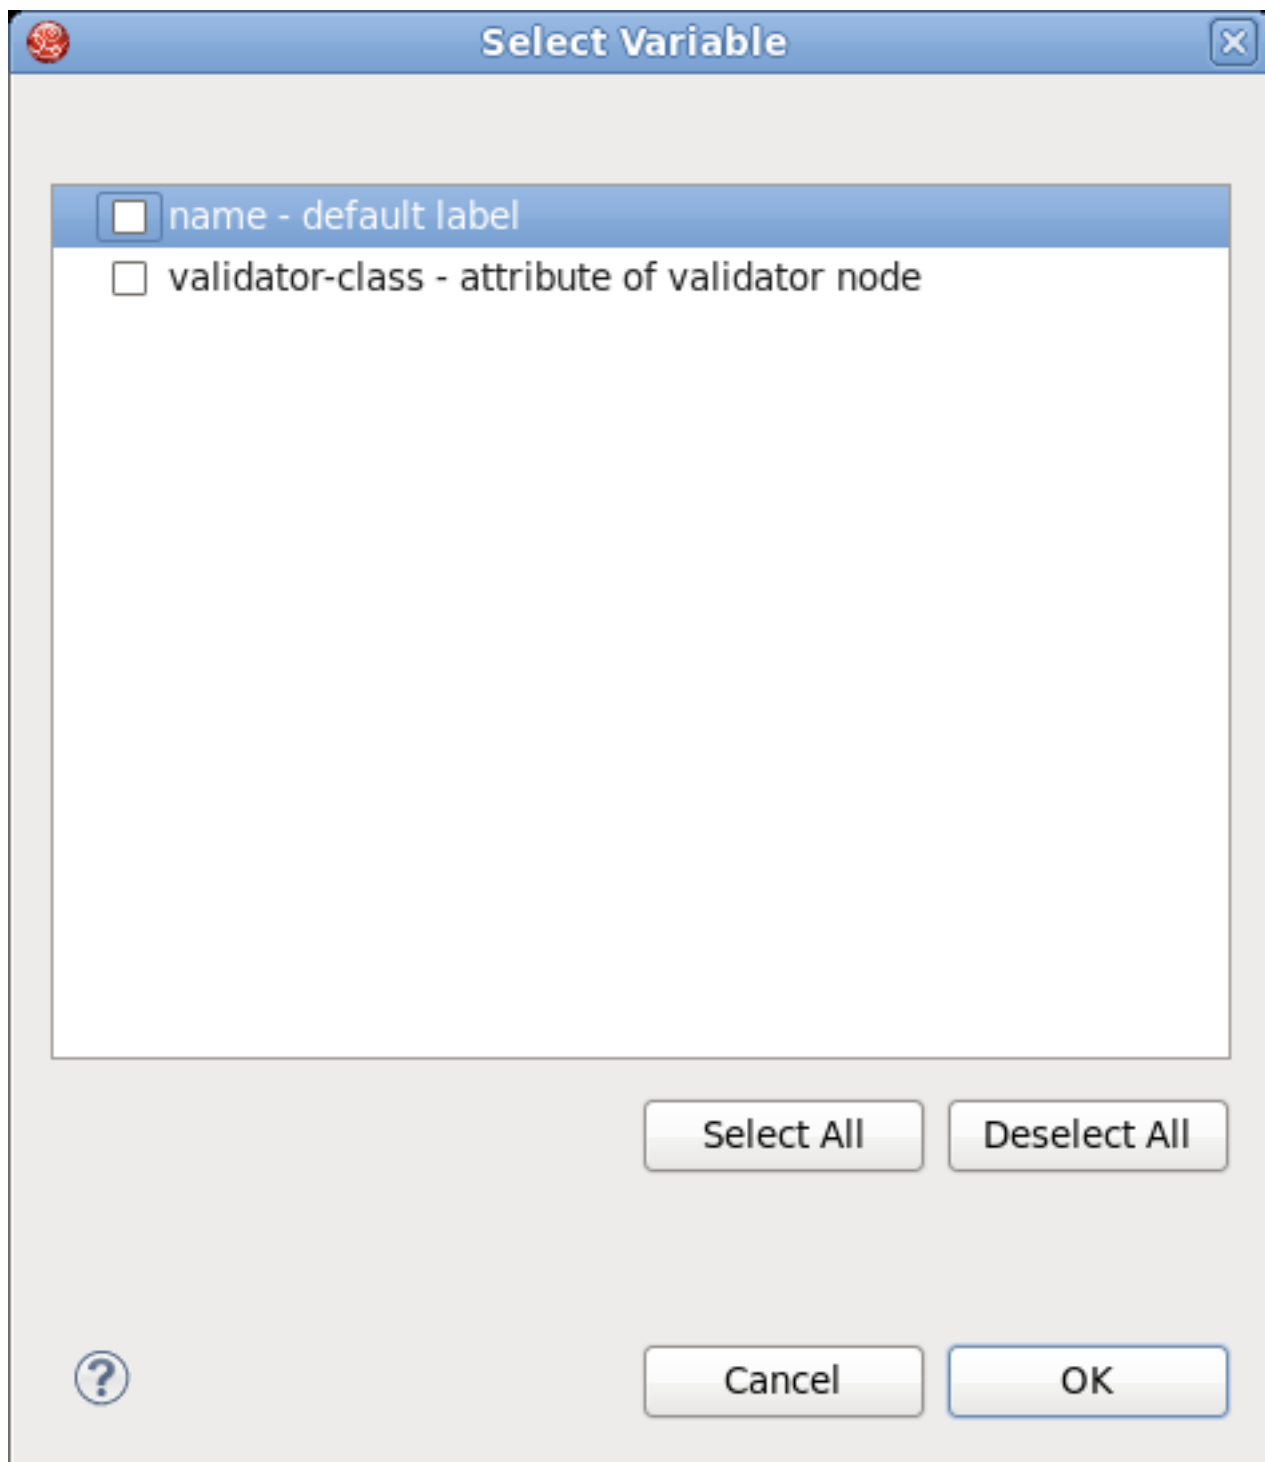 Select Variable
name - default label
validator-class - attribute of validator node
Select All Deselect All
? Cancel OK